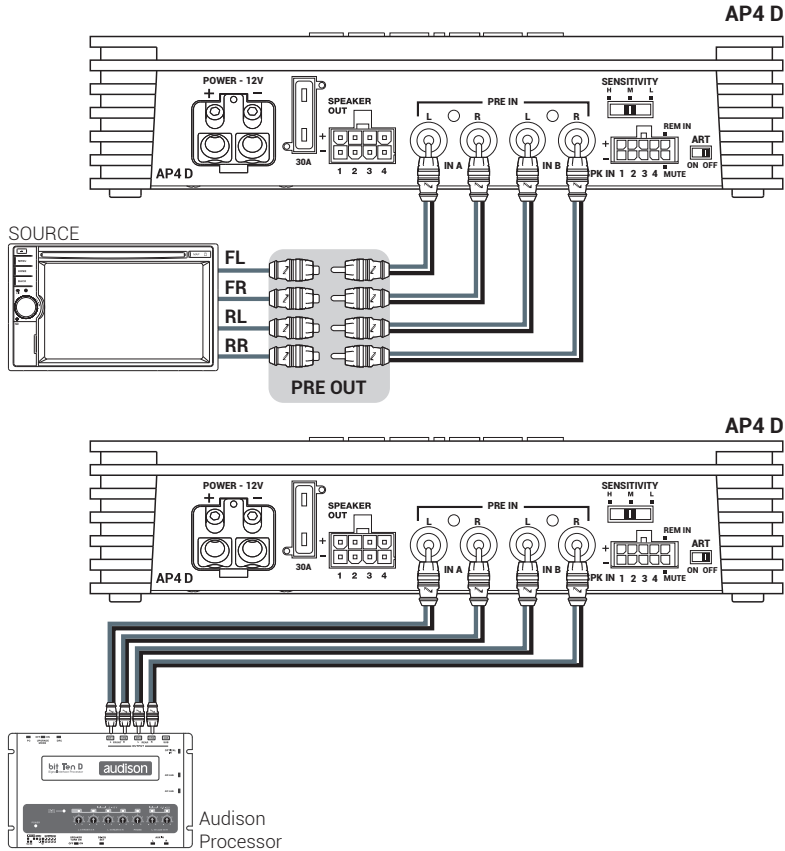 AP4 D
POWER - 12V
+ −
30A
SPEAKER
OUT
+
−
1 2 3 4
PRE IN
L R L R
IN A IN B
SENSITIVITY
H M L
REM IN
+
−
SPK IN 1 2 3 4 MUTE
ART
ON OFF
AP4 D
SOURCE
FL
FR
RL
RR
PRE OUT
AP4 D
POWER - 12V
+ −
30A
SPEAKER
OUT
+
−
1 2 3 4
PRE IN
L R L R
IN A IN B
SENSITIVITY
H M L
REM IN
+
−
PK IN 1 2 3 4 MUTE
ART
ON OFF
AP4 D
bit Ten D
audison
Audison
Processor